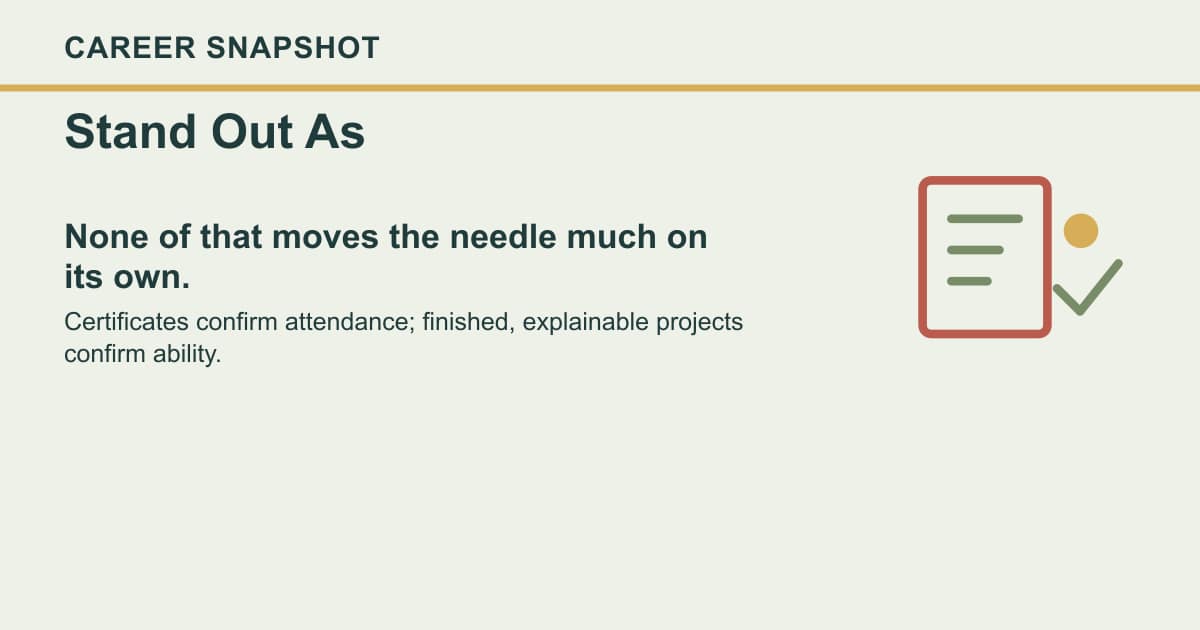 CAREER SNAPSHOT
Stand Out As
None of that moves the needle much on
its own.
Certificates confirm attendance; finished, explainable projects
confirm ability.